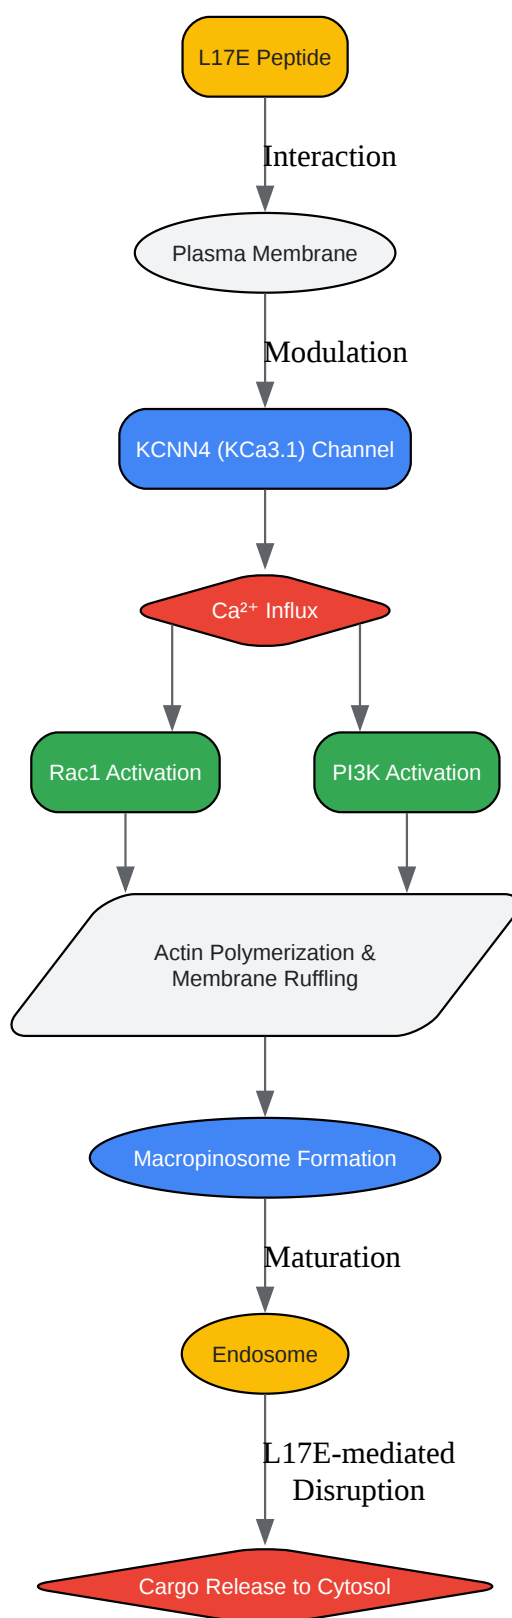 L17E Peptide
Interaction
Plasma Membrane
Modulation
KCNN4 (KCa3.1) Channel
Ca²⁺ Influx
Rac1 Activation
PI3K Activation
Actin Polymerization &
Membrane Ruffling
Macropinosome Formation
Maturation
Endosome
L17E-mediated
Disruption
Cargo Release to Cytosol